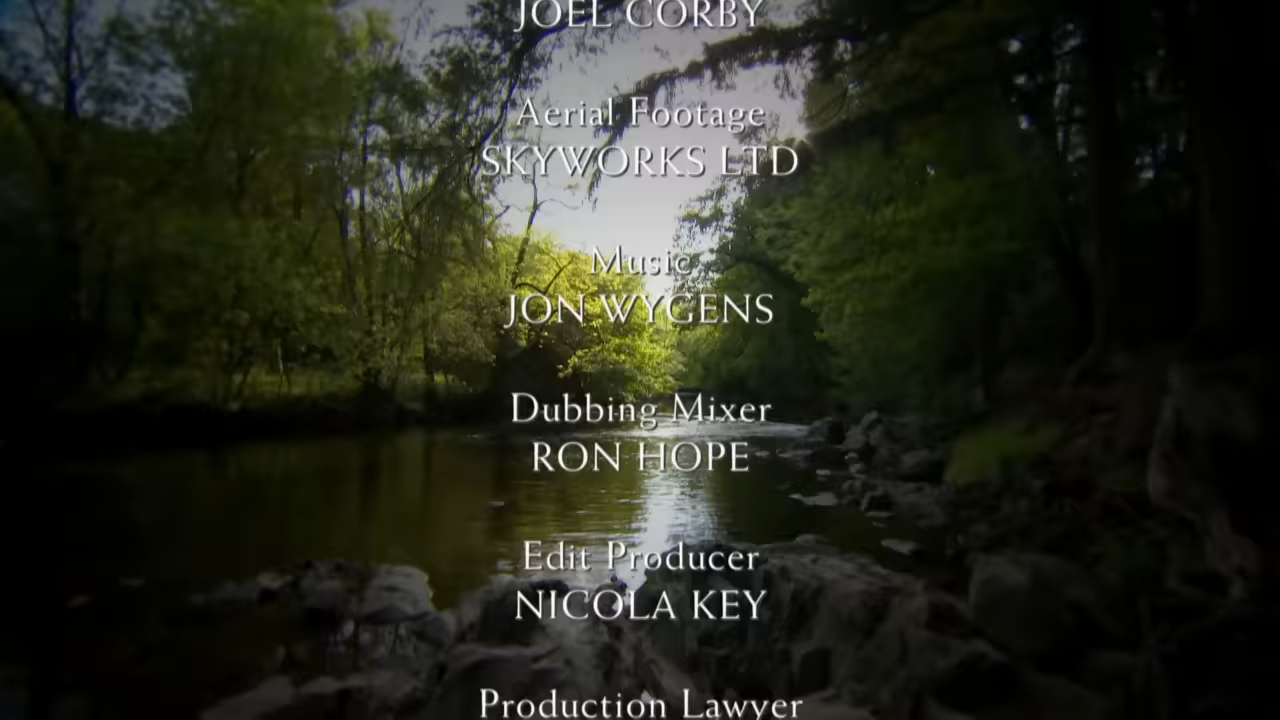 JOEL CORBY
Aerial Footage
SKYWORKS LTD
Music
JON WYGENS
Dubbing Mixer
RON HOPE
Edit Producer
NICOLA KEY
Production Lawyer